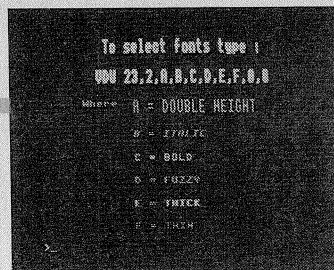 To select fonts type :
VDU 23,2,A,B,C,D,E,F,0,0
Where A = DOUBLE HEIGHT
B = ITALIC
C = BOLD
D = FUZZY
E = THICK
F = THIN
>_